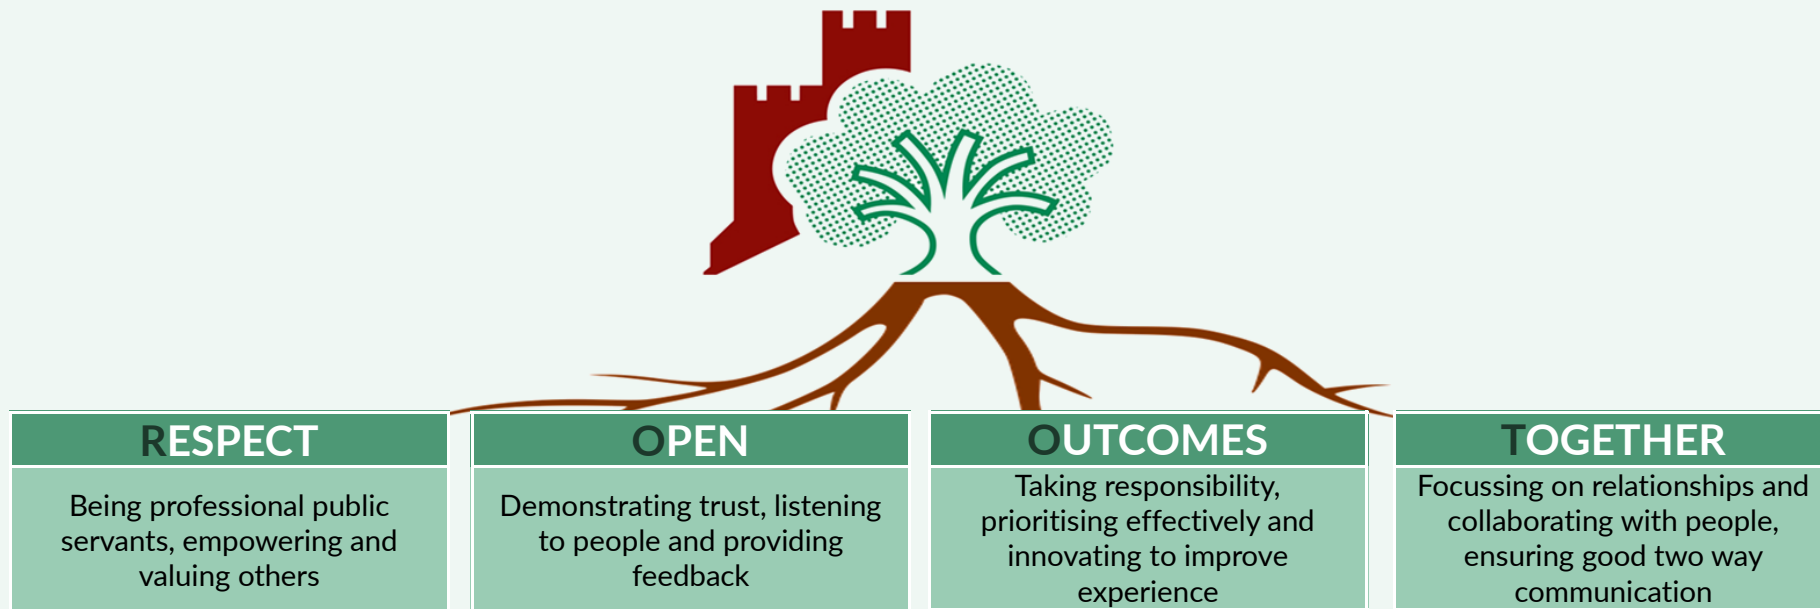 RESPECT
Being professional public
servants, empowering and
valuing others
OPEN
Demonstrating trust, listening
to people and providing
feedback
OUTCOMES
Taking responsibility,
prioritising effectively and
innovating to improve
experience
TOGETHER
Focussing on relationships and
collaborating with people,
ensuring good two way
communication